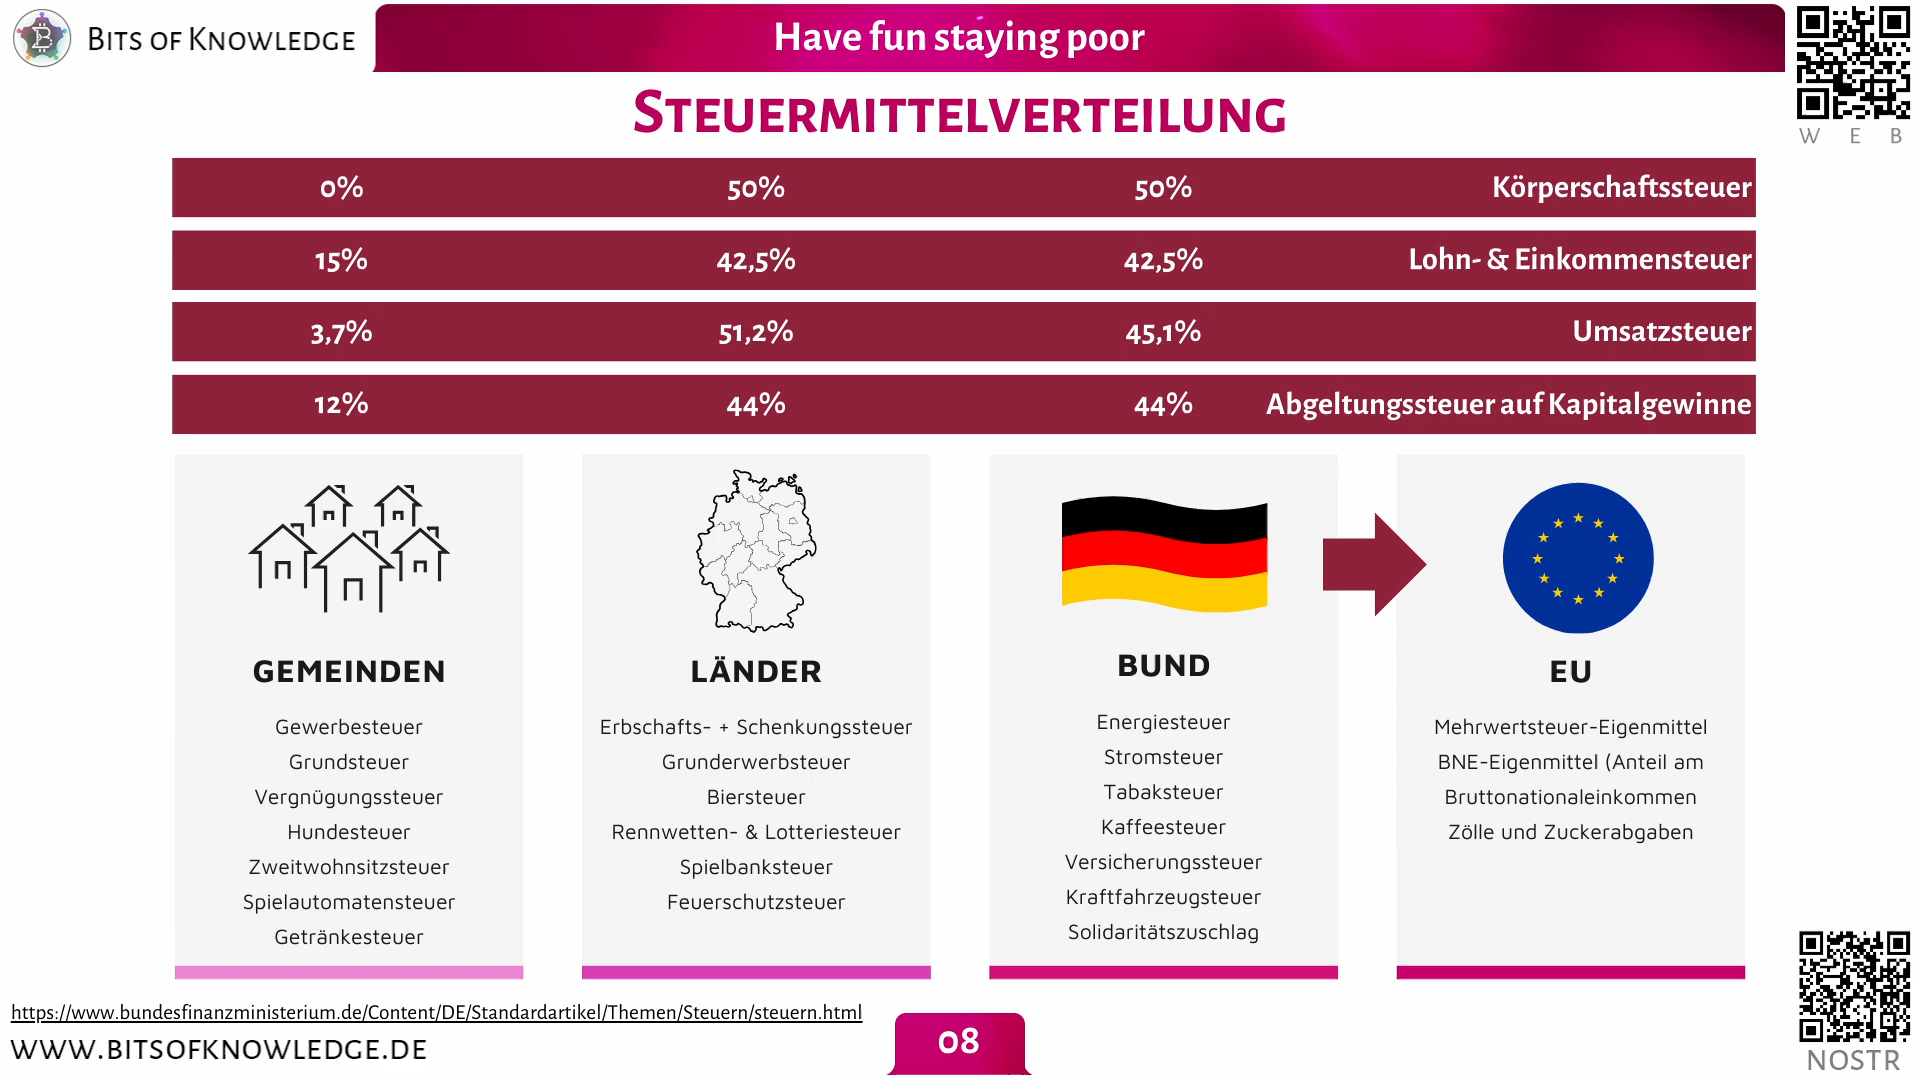 BITS OF KNOWLEDGE
Have fun staying poor
STEUERMITTELVERTEILUNG
WEB
0% 50% 50% Körperschaftssteuer
15% 42,5% 42,5% Lohn- & Einkommensteuer
3,7% 51,2% 45,1% Umsatzsteuer
12% 44% 44% Abgeltungssteuer auf Kapitalgewinne
GEMEINDEN
Gewerbesteuer
Grundsteuer
Vergnügungssteuer
Hundesteuer
Zweitwohnsitzsteuer
Spielautomatensteuer
Getränkesteuer
LÄNDER
Erbschafts- + Schenkungssteuer
Grunderwerbsteuer
Biersteuer
Rennwetten- & Lotteriesteuer
Spielbanksteuer
Feuerschutzsteuer
BUND
Energiesteuer
Stromsteuer
Tabaksteuer
Kaffeesteuer
Versicherungssteuer
Kraftfahrzeugsteuer
Solidaritätszuschlag
EU
Mehrwertsteuer-Eigenmittel
BNE-Eigenmittel (Anteil am
Bruttonationaleinkommen
Zölle und Zuckerabgaben
https://www.bundesfinanzministerium.de/Content/DE/Standardartikel/Themen/Steuern/steuern.html
WWW.BITSOFKNOWLEDGE.DE
08
NOSTR